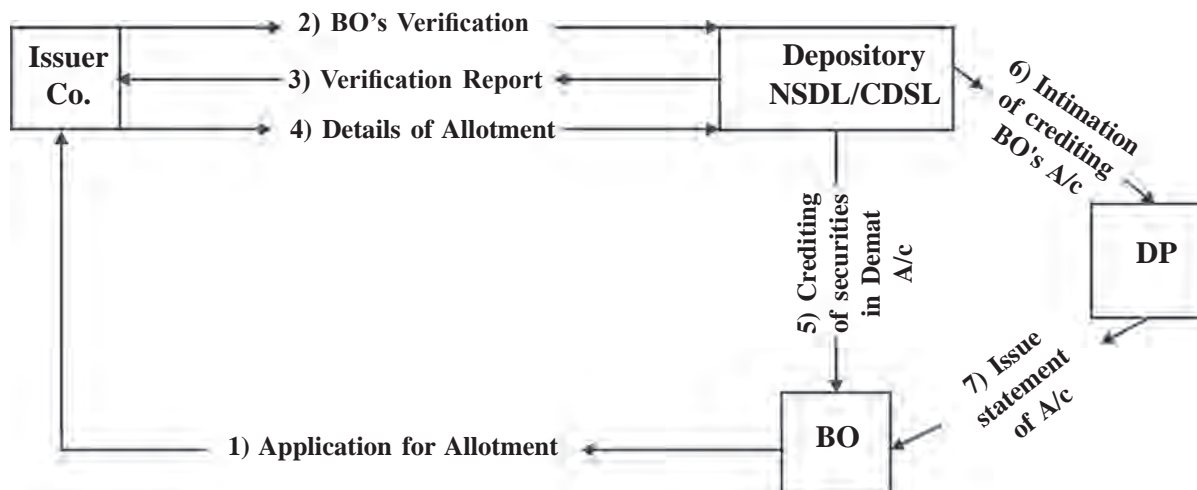 2) BO’s Verification
Issuer
Co.
3) Verification Report
4) Details of Allotment
Depository
NSDL/CDSL
6) Intimation
of crediting
BO's A/c
5) Crediting
of securities
in Demat
A/c
DP
7) Issue
statement
of A/c
1) Application for Allotment
BO